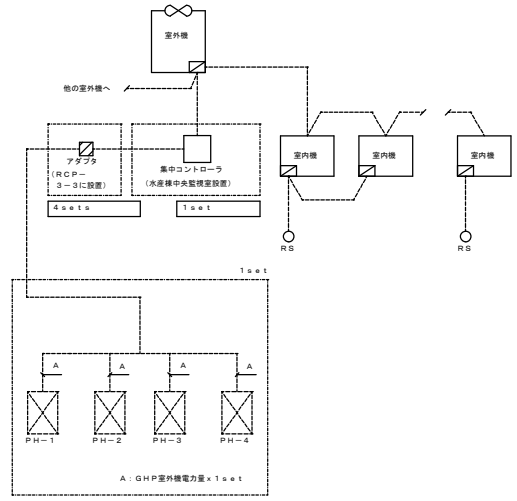 室外機
他の室外機へ
アダプタ
(RCP-
3-3に設置)
集中コントローラ
(水産棟中央監視室設置)
4sets
1set
室内機
室内機
室内機
RS
RS
1set
A
A
A
A
PH-1
PH-2
PH-3
PH-4
A:GHP室外機電力量x1set